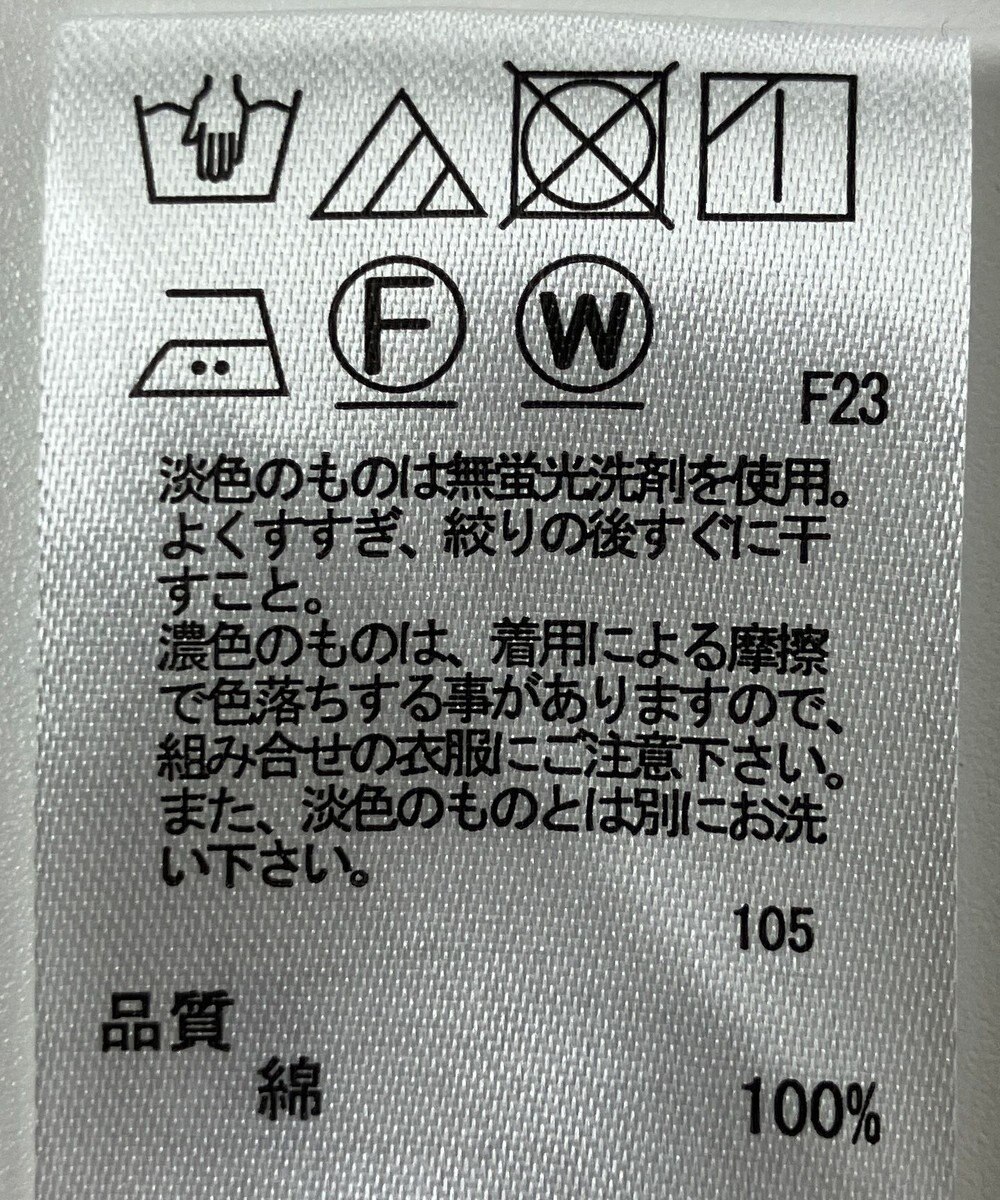 F W
F23
淡色のものは無蛍光洗剤を使用。
よくすすぎ、絞りの後すぐに干
すこと。
濃色のものは、着用による摩擦
で色落ちする事がありますので、
組み合せの衣服にご注意下さい。
また、淡色のものとは別にお洗
い下さい。
105
品質
綿 100%